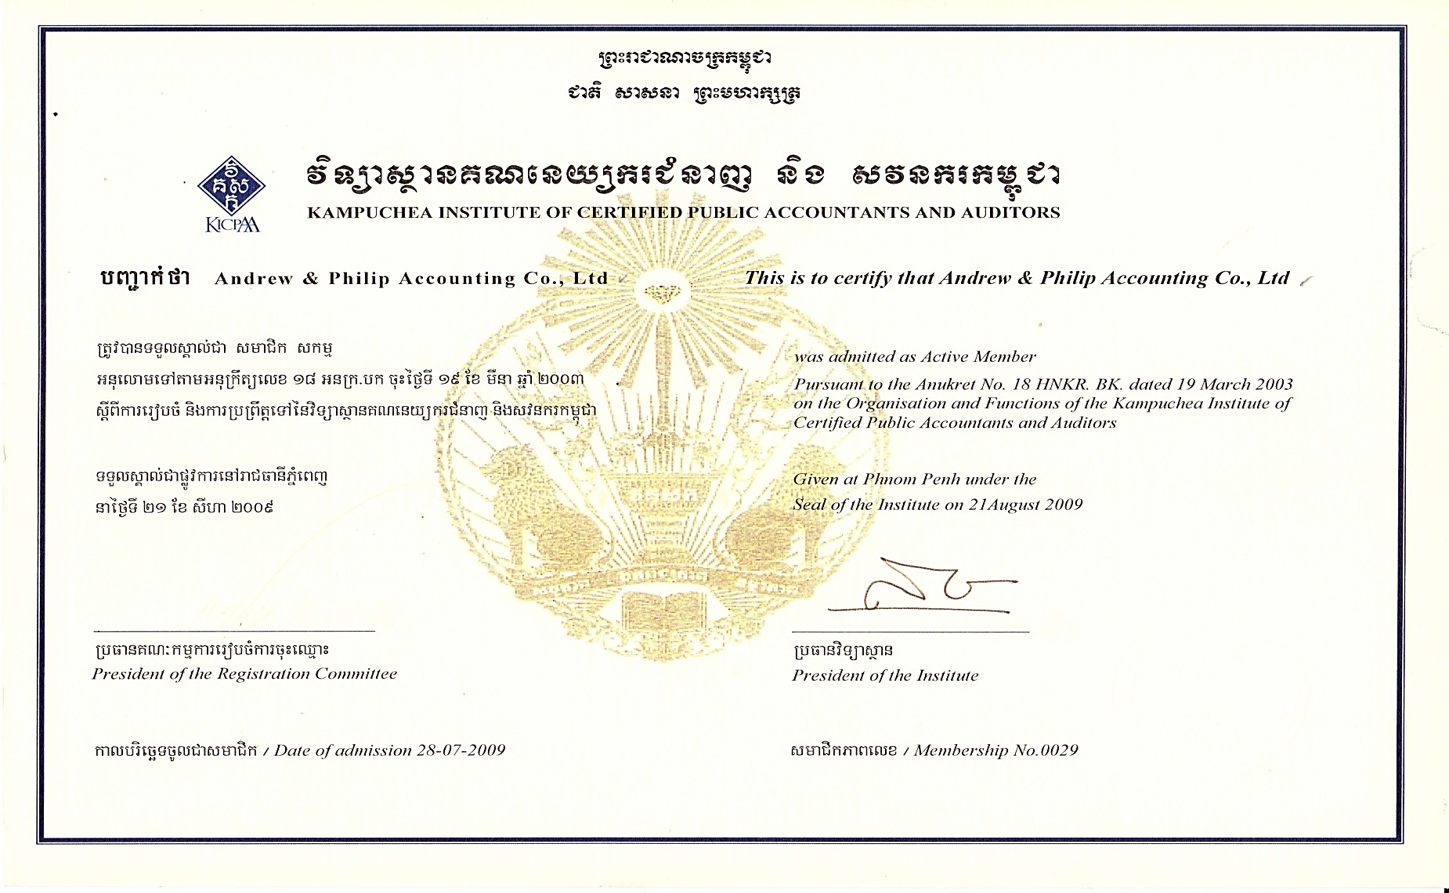 ព្រះរាជាណាចក្រកម្ពុជា
ជាតិ សាសនា ព្រះមហាក្សត្រ
វិទ្យាស្ថានគណនេយ្យករជំនាញ និង សវនករកម្ពុជា
KICPAA
KAMPUCHEA INSTITUTE OF CERTIFIED PUBLIC ACCOUNTANTS AND AUDITORS
បញ្ជាក់ថា Andrew & Philip Accounting Co., Ltd
ត្រូវបានទទួលស្គាល់ជា សមាជិក សកម្ម
អនុលោមទៅតាមអនុក្រឹត្យលេខ ១៨ អនក្រ.បក ចុះថ្ងៃទី ១៩ ខែ មីនា ឆ្នាំ ២០០៣
ស្តីពីការរៀបចំ និងការប្រព្រឹត្តទៅនៃវិទ្យាស្ថានគណនេយ្យករជំនាញ និងសវនករកម្ពុជា
ទទួលស្គាល់ជាផ្លូវការនៅរាជធានីភ្នំពេញ
នាថ្ងៃទី ២១ ខែ សីហា ២០០៩
This is to certify that Andrew & Philip Accounting Co., Ltd
was admitted as Active Member
Pursuant to the Anukret No. 18 HNKR. BK. dated 19 March 2003
on the Organisation and Functions of the Kampuchea Institute of
Certified Public Accountants and Auditors
Given at Phnom Penh under the
Seal of the Institute on 21August 2009
ប្រធានគណៈកម្មការរៀបចំការចុះឈ្មោះ
President of the Registration Committee
ប្រធានវិទ្យាស្ថាន
President of the Institute
កាលបរិច្ឆេទចូលជាសមាជិក / Date of admission 28-07-2009
សមាជិកភាពលេខ / Membership No.0029